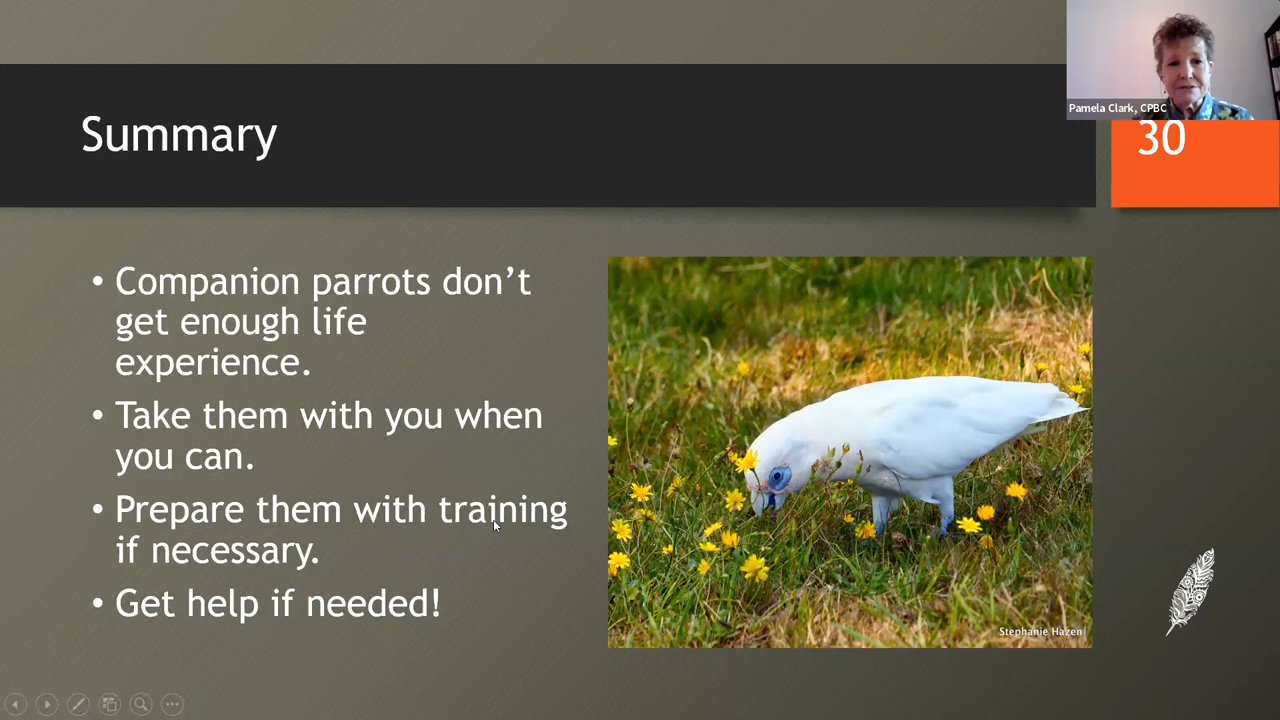 Pamela Clark, CPBC
Summary
30
• Companion parrots don’t
get enough life
experience.
• Take them with you when
you can.
• Prepare them with training
if necessary.
• Get help if needed!
Stephanie Hazen